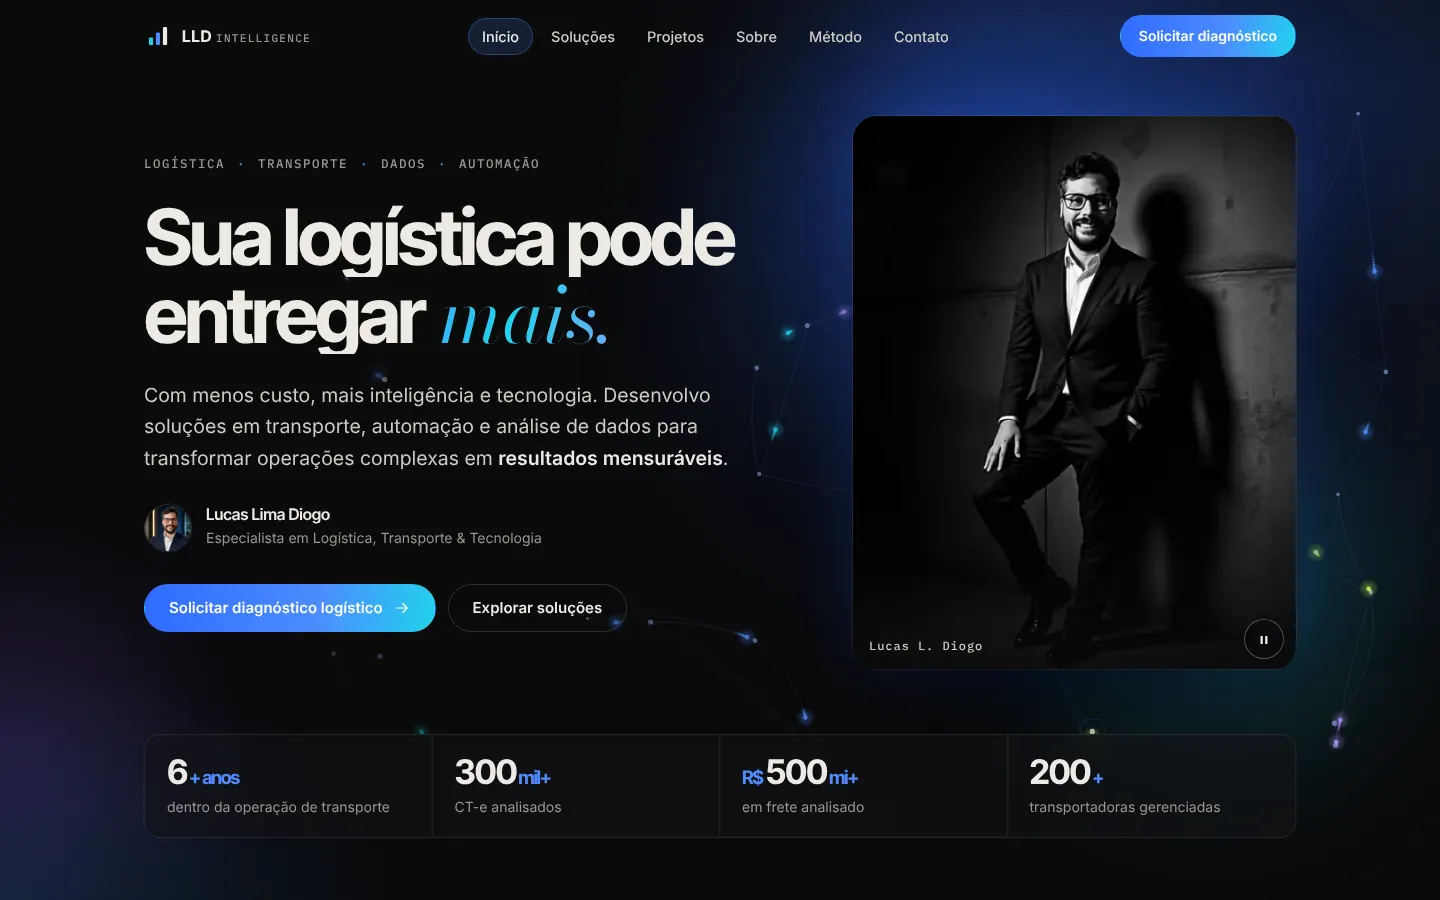 LLD INTELLIGENCE
Início
Soluções
Projetos
Sobre
Método
Contato
Solicitar diagnóstico
LOGÍSTICA · TRANSPORTE · DADOS · AUTOMAÇÃO
Sua logística pode
entregar mais.
Com menos custo, mais inteligência e tecnologia. Desenvolvo
soluções em transporte, automação e análise de dados para
transformar operações complexas em resultados mensuráveis.
Lucas Lima Diogo
Especialista em Logística, Transporte & Tecnologia
Solicitar diagnóstico logístico →
Explorar soluções
Lucas L. Diogo
6+ anos
dentro da operação de transporte
300mil+
CT-e analisados
R$500mi+
em frete analisado
200+
transportadoras gerenciadas